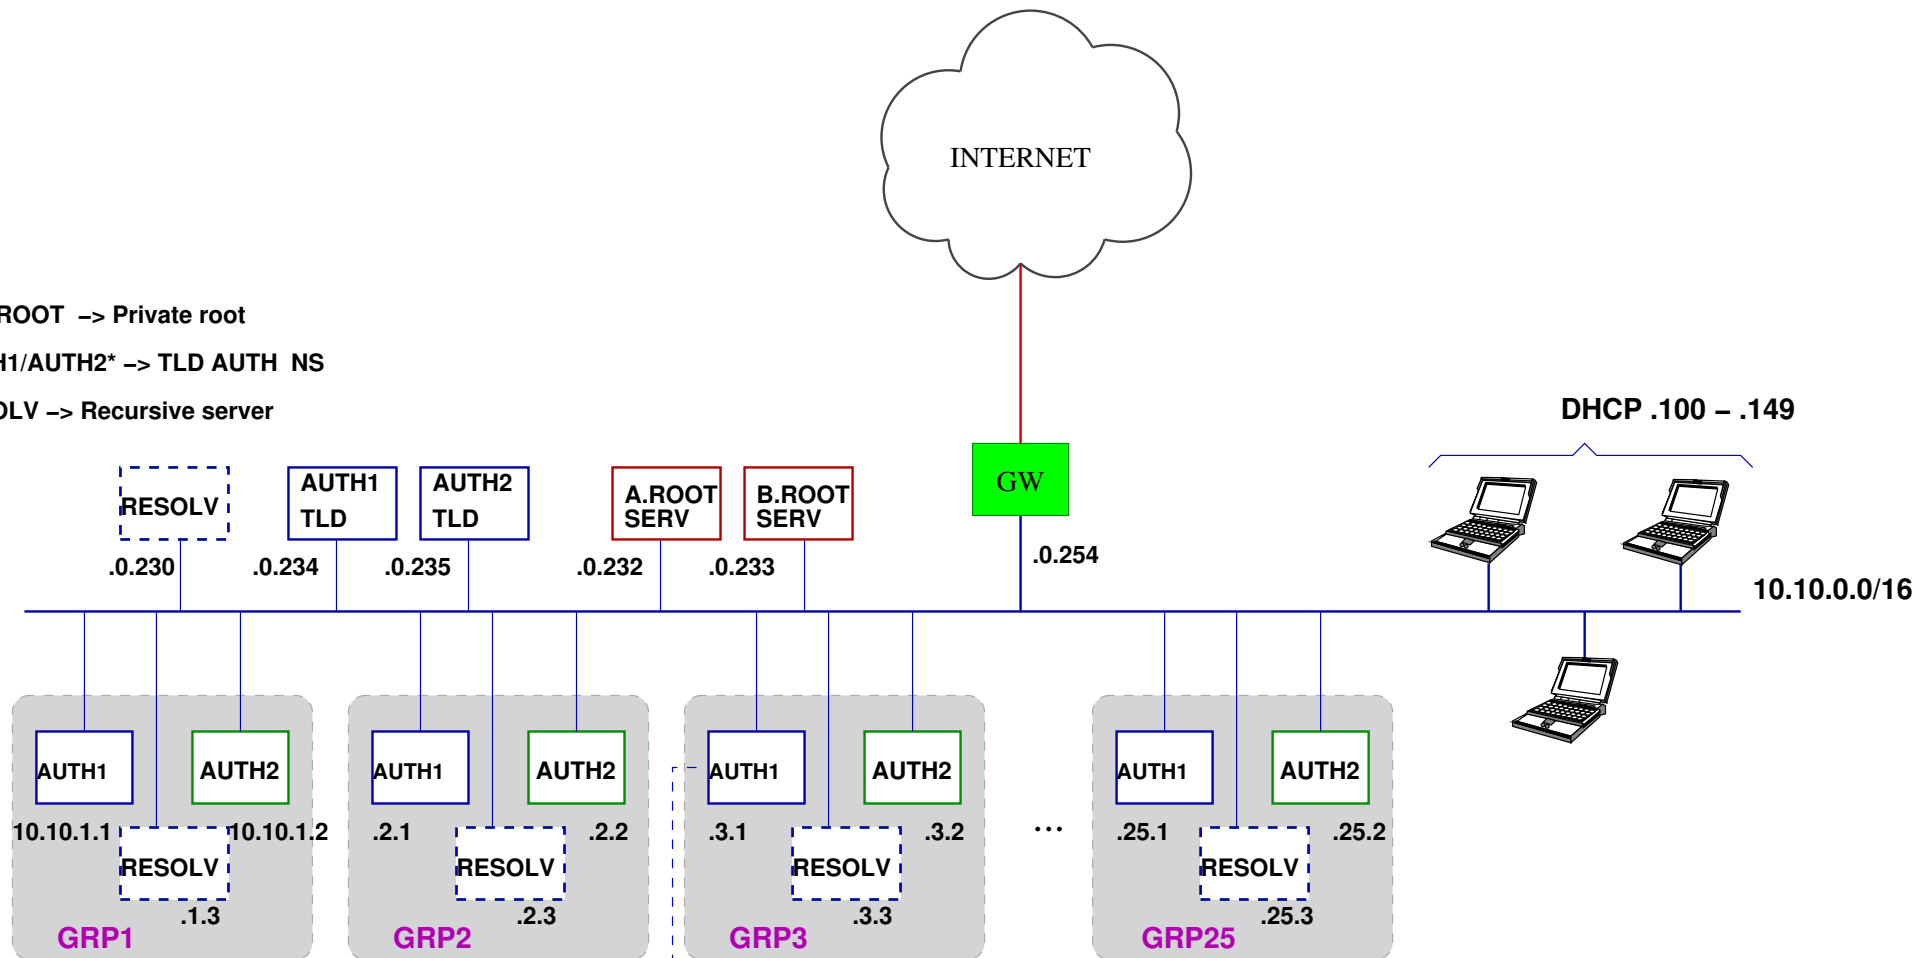 INTERNET
ROOT –> Private root
H1/AUTH2* –> TLD AUTH NS
OLV –> Recursive server
DHCP .100 – .149
RESOLV
AUTH1
TLD
AUTH2
TLD
A.ROOT
SERV
B.ROOT
SERV
GW
.0.230
.0.234
.0.235
.0.232
.0.233
.0.254
10.10.0.0/16
AUTH1
AUTH2
10.10.1.1
10.10.1.2
RESOLV
.1.3
GRP1
AUTH1
AUTH2
.2.1
.2.2
RESOLV
.2.3
GRP2
AUTH1
AUTH2
.3.1
.3.2
RESOLV
.3.3
GRP3
...
AUTH1
AUTH2
.25.1
.25.2
RESOLV
.25.3
GRP25